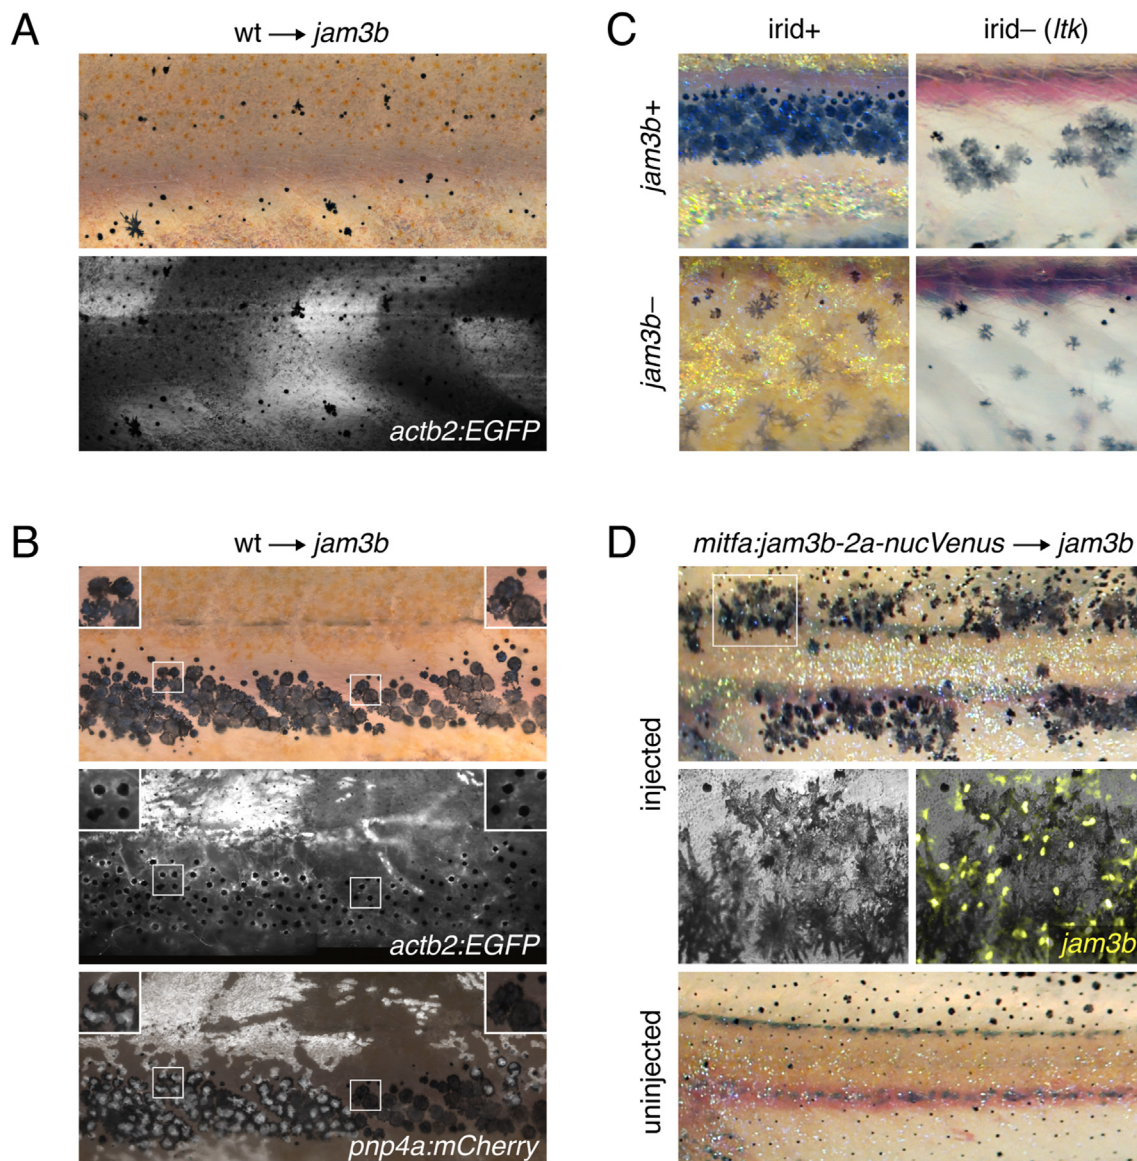 A
wt → jam3b
actb2:EGFP
B
wt → jam3b
actb2:EGFP
pnp4a:mCherry
C
irid+
irid– (ltk)
jam3b+
jam3b–
D
mitfa:jam3b-2a-nucVenus → jam3b
injected
jam3b
uninjected